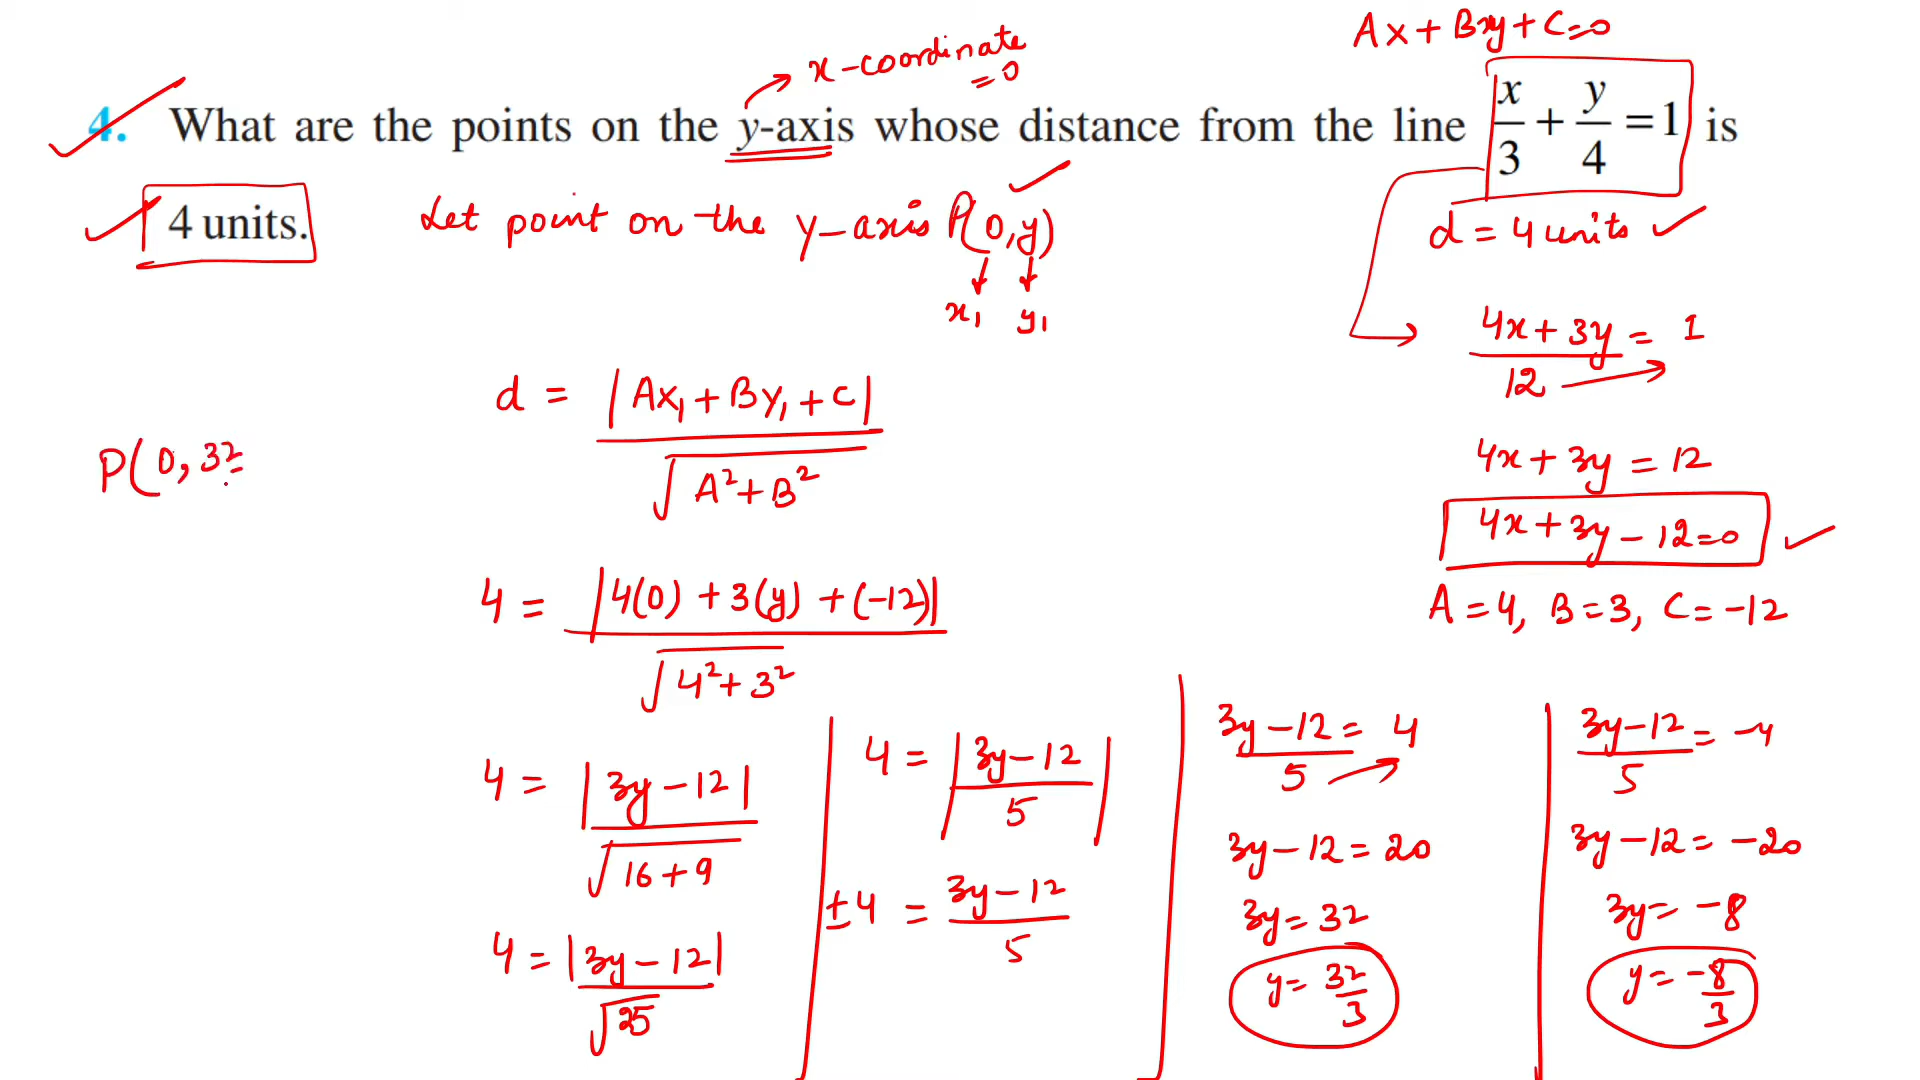 Ax + By + C = 0
x-coordinate = 0
4. What are the points on the y-axis whose distance from the line x/3 + y/4 = 1 is
4 units.
Let point on the y-axis P(0, y)
x₁ y₁
d = 4 units
(4x + 3y)/12 = 1
4x + 3y = 12
4x + 3y - 12 = 0
A = 4, B = 3, C = -12
d = |Ax₁ + By₁ + C| / √(A² + B²)
P(0, 32
4 = |4(0) + 3(y) + (-12)| / √(4² + 3²)
4 = |3y - 12| / √(16 + 9)
4 = |3y - 12| / √25
4 = |(3y - 12)/5|
±4 = (3y - 12)/5
(3y - 12)/5 = 4
3y - 12 = 20
3y = 32
y = 32/3
(3y - 12)/5 = -4
3y - 12 = -20
3y = -8
y = -8/3